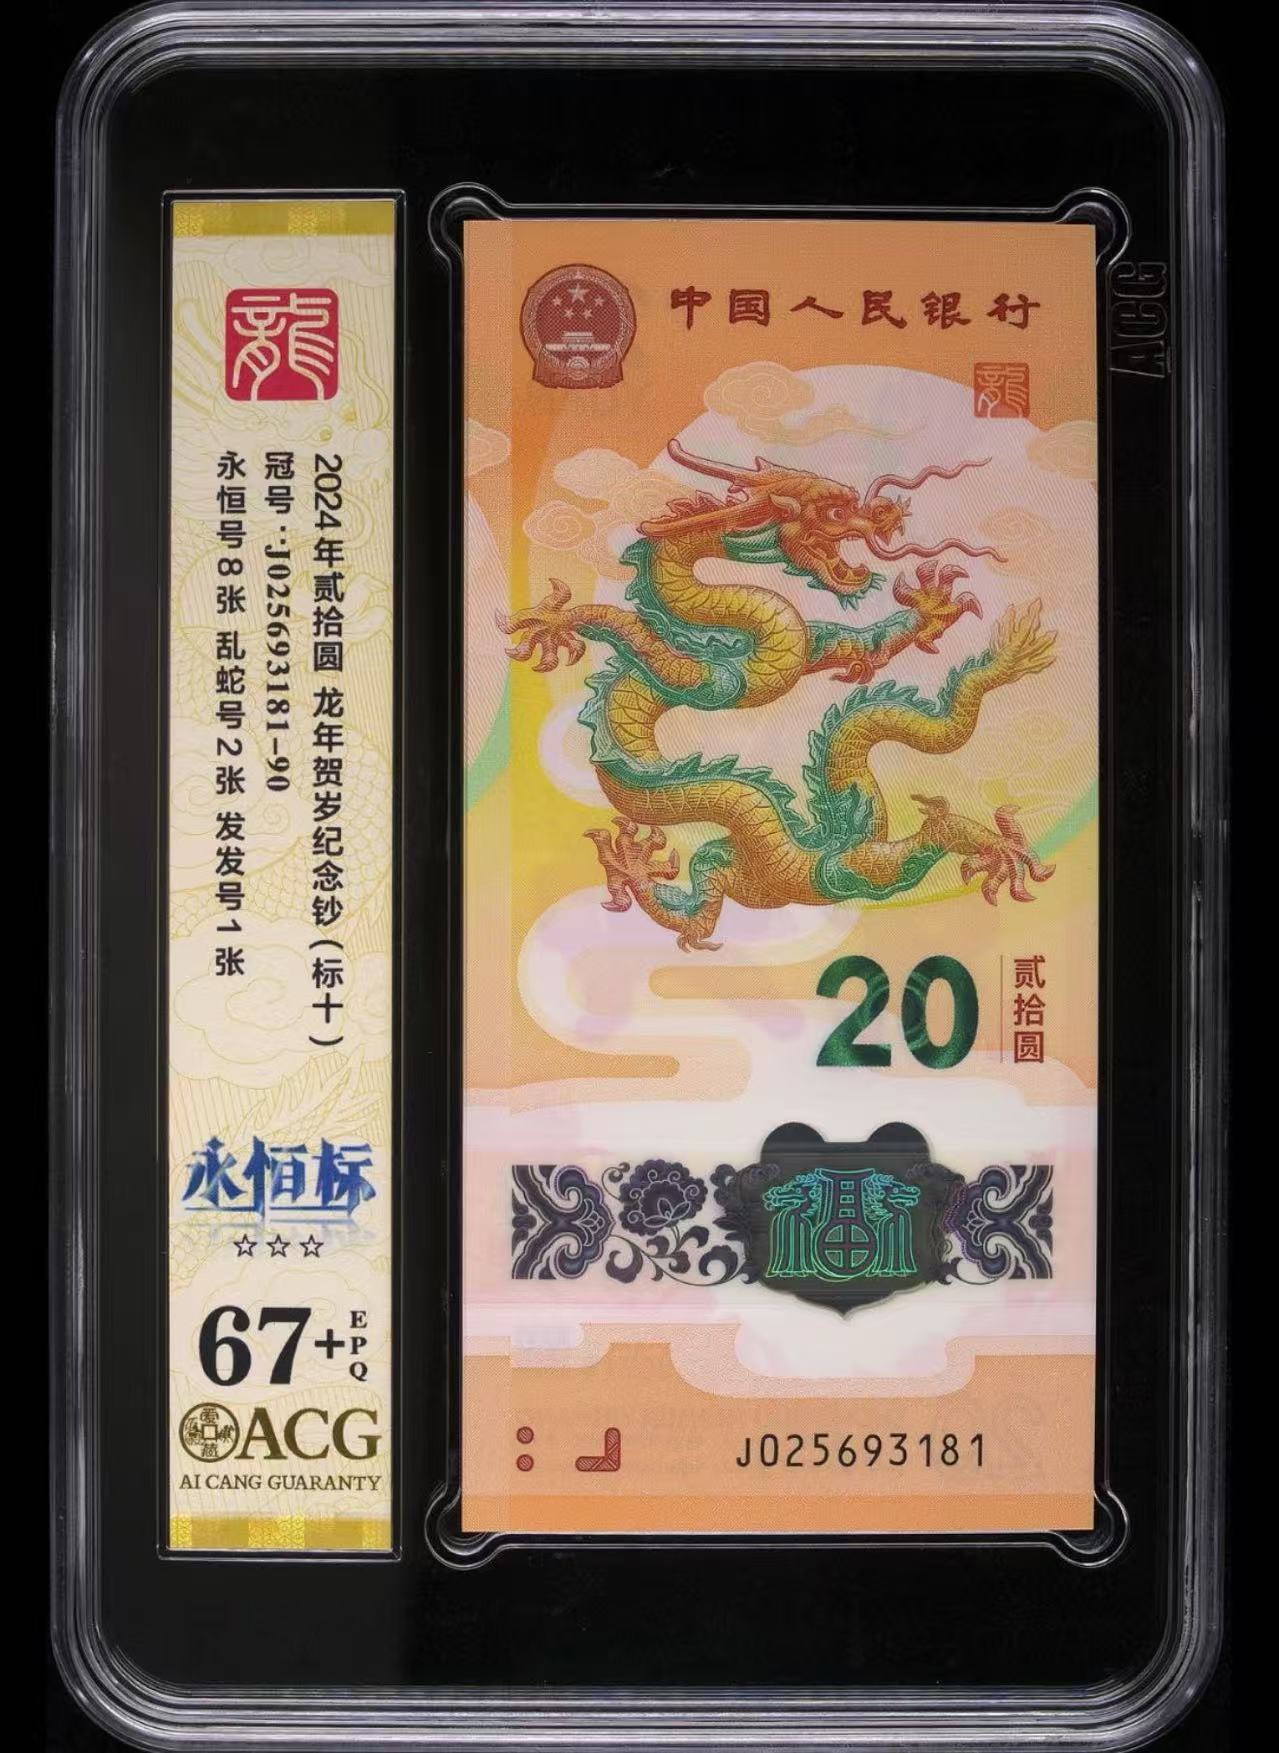 龍
2024年贰拾圆 龙年贺岁纪念钞(标十)
冠号:J025693181-90
永恒号8张 乱蛇号2张 发发号1张
永恒标
☆☆☆
67+EPQ
ACG
AI CANG GUARANTY
中国人民银行
龍
20
贰拾圆
福
J025693181
ACG